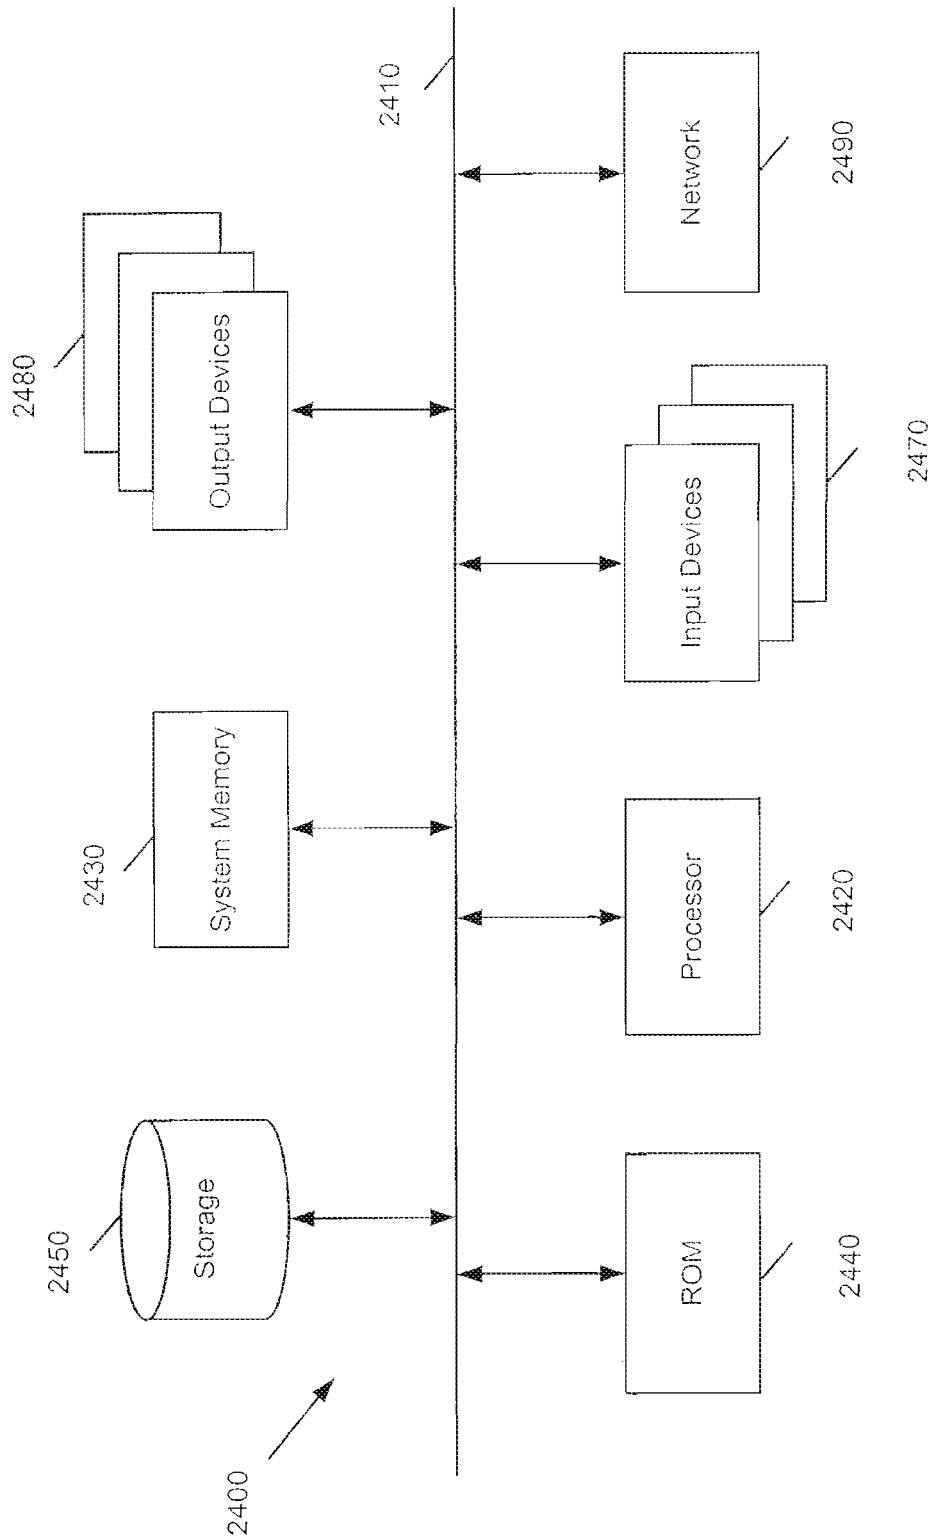 2450
Storage
2430
System Memory
2480
Output Devices
2410
2400
ROM
2440
Processor
2420
Input Devices
2470
Network
2490